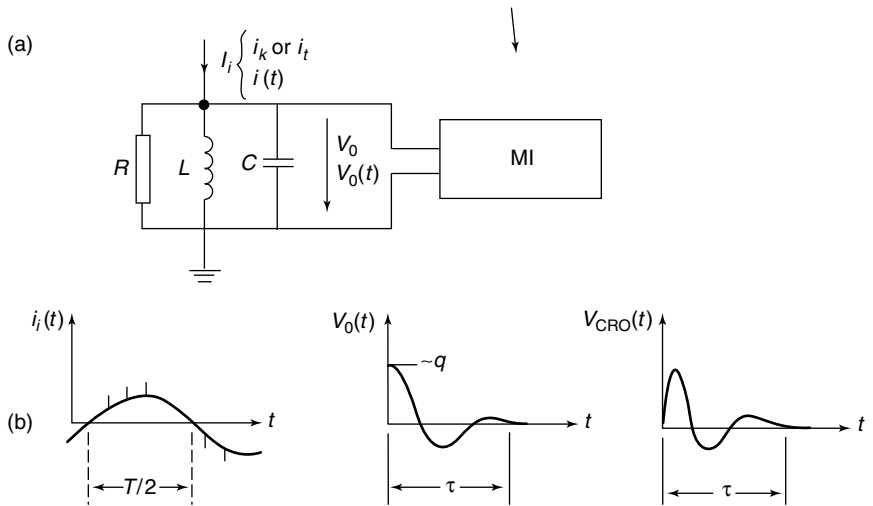 (a)
I_i { i_k or i_t
i(t)
R
L
C
V_0
V_0(t)
MI
(b)
i_i(t)
t
T/2
V_0(t)
~q
t
τ
V_CRO(t)
t
τ